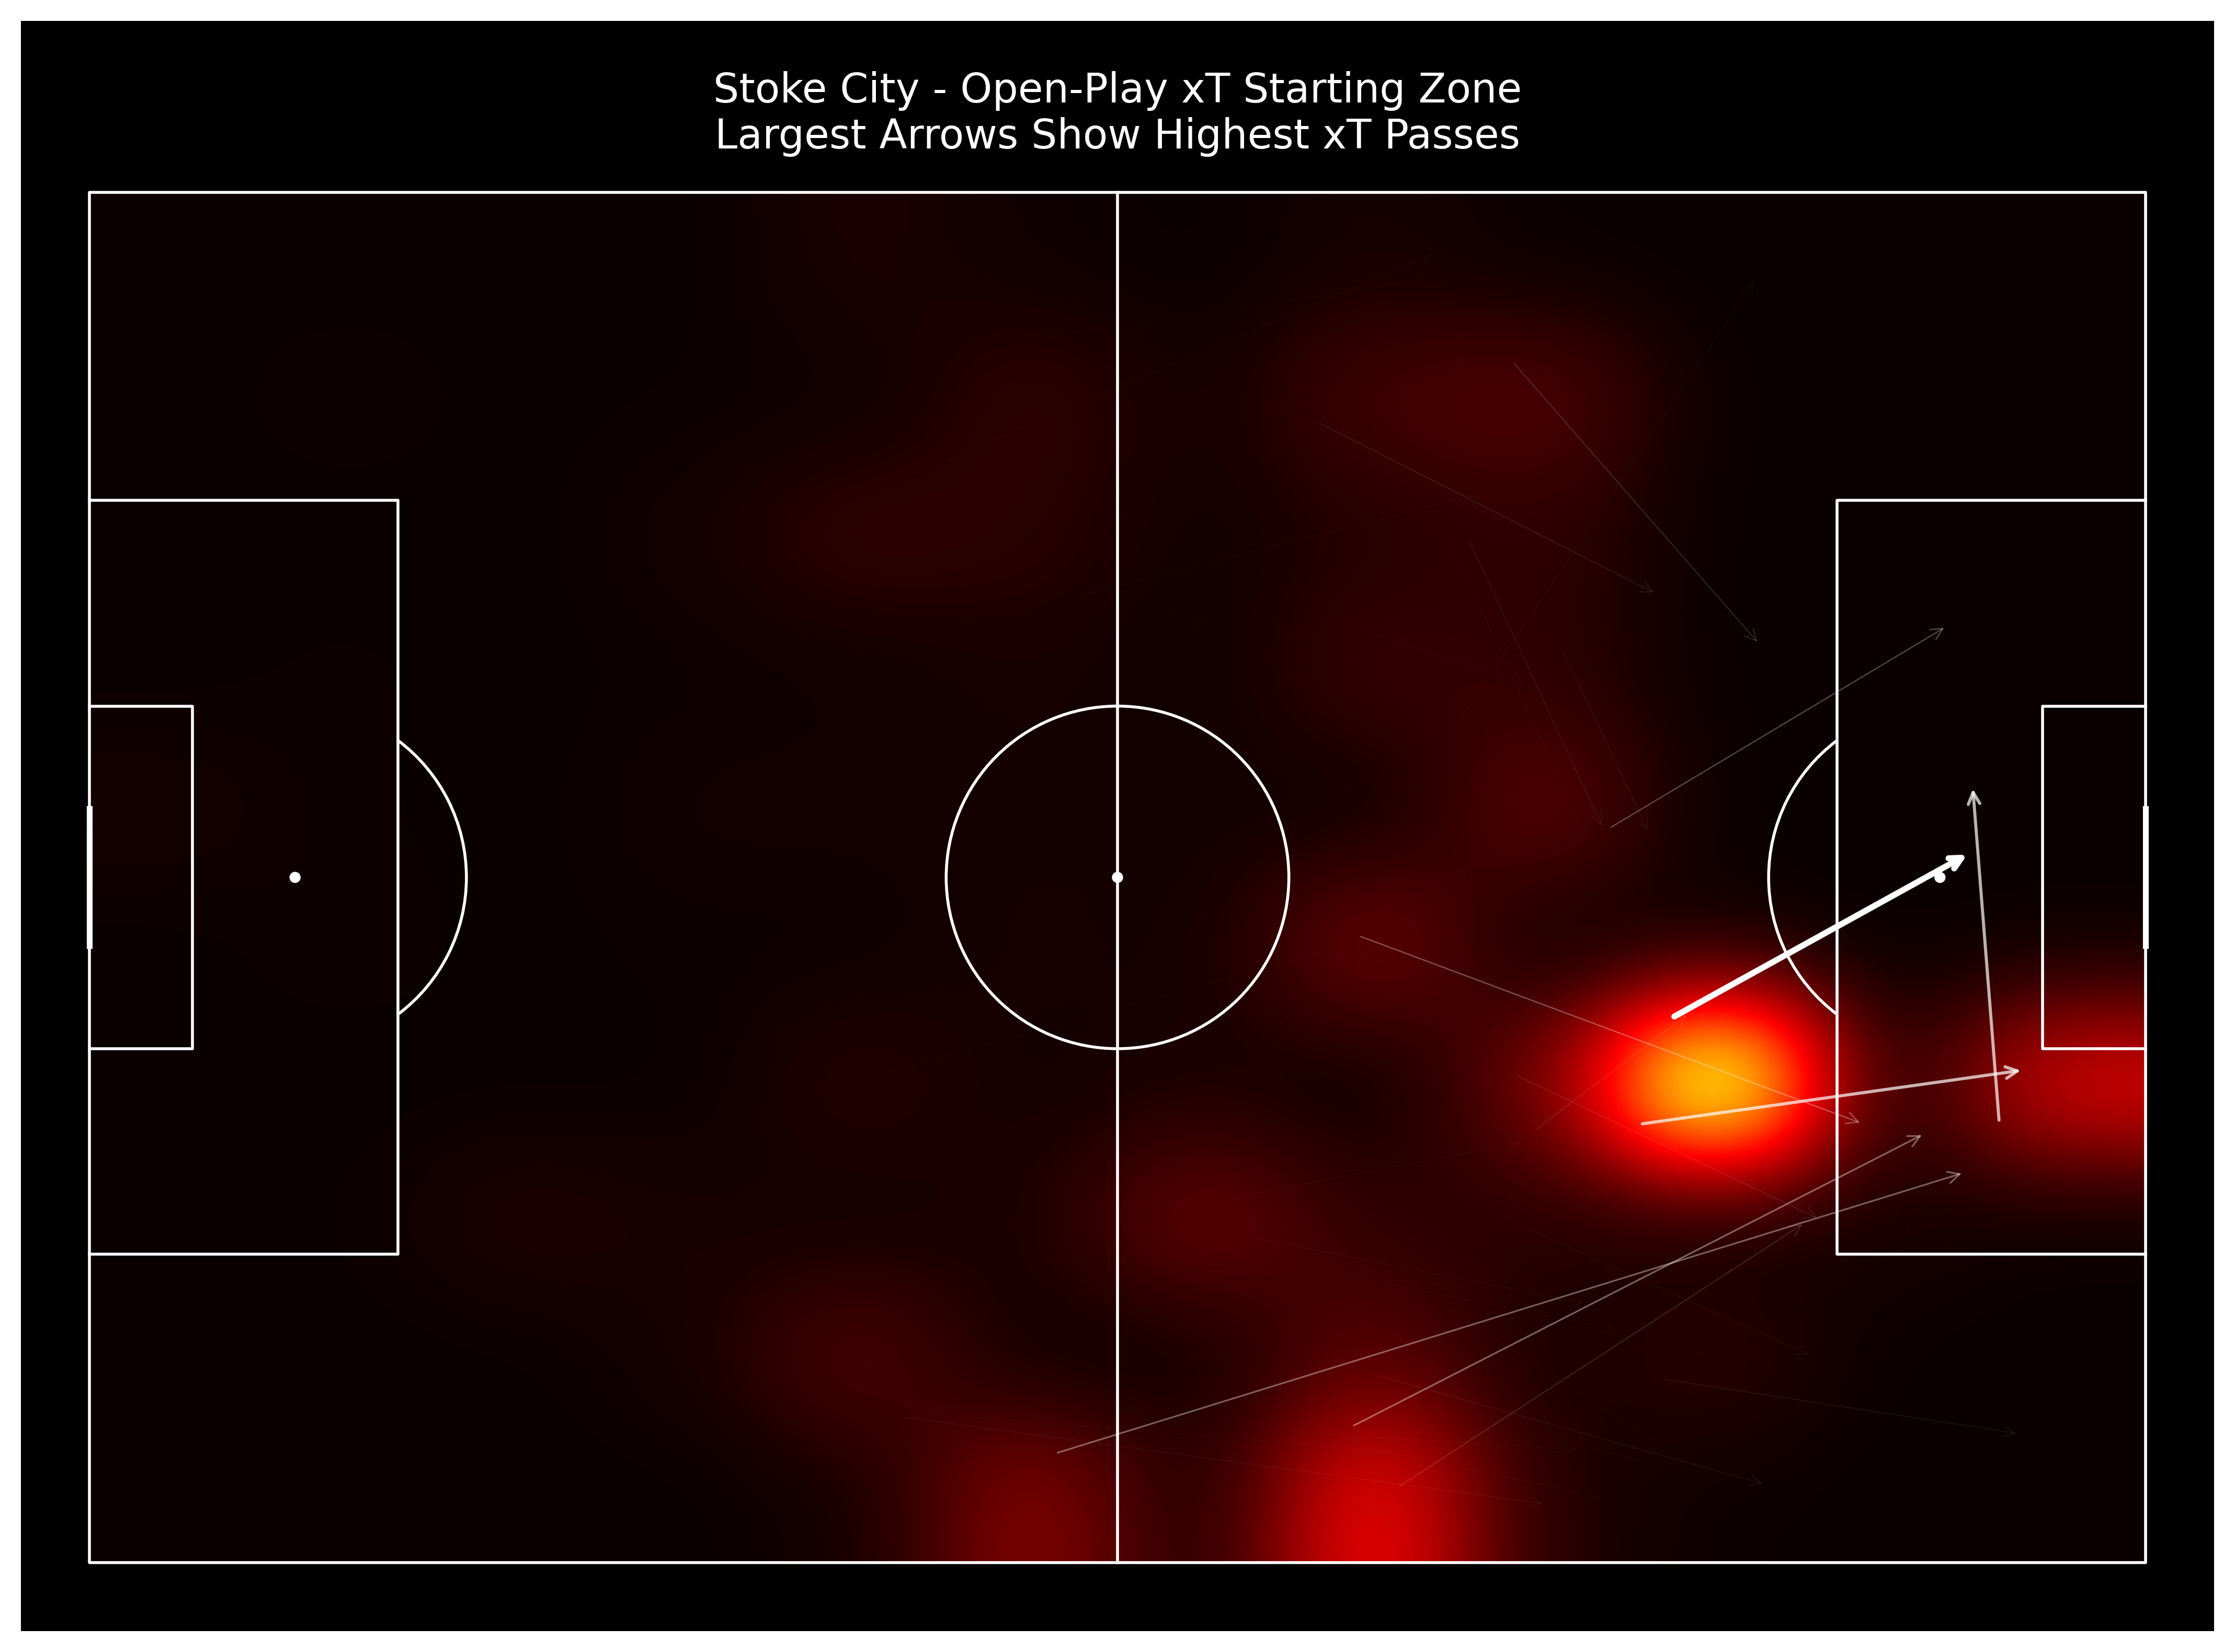 Stoke City - Open-Play xT Starting Zone
Largest Arrows Show Highest xT Passes